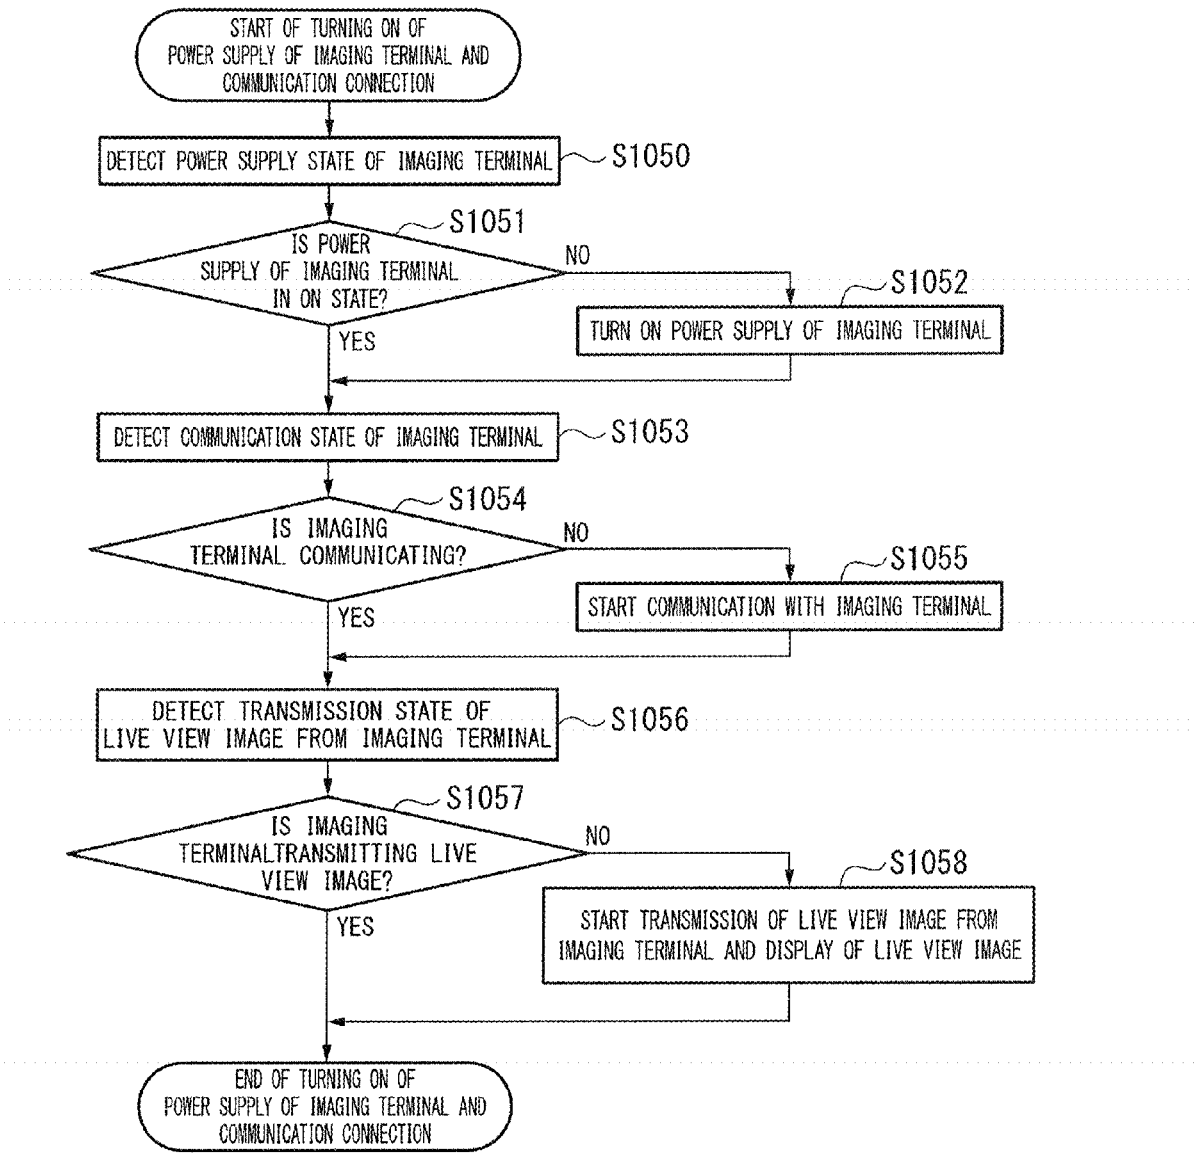 START OF TURNING ON OF
POWER SUPPLY OF IMAGING TERMINAL AND
COMMUNICATION CONNECTION
DETECT POWER SUPPLY STATE OF IMAGING TERMINAL
S1050
S1051
IS POWER
SUPPLY OF IMAGING TERMINAL
IN ON STATE?
NO
YES
S1052
TURN ON POWER SUPPLY OF IMAGING TERMINAL
DETECT COMMUNICATION STATE OF IMAGING TERMINAL
S1053
S1054
IS IMAGING
TERMINAL COMMUNICATING?
NO
YES
S1055
START COMMUNICATION WITH IMAGING TERMINAL
DETECT TRANSMISSION STATE OF
LIVE VIEW IMAGE FROM IMAGING TERMINAL
S1056
S1057
IS IMAGING
TERMINALTRANSMITTING LIVE
VIEW IMAGE?
NO
YES
S1058
START TRANSMISSION OF LIVE VIEW IMAGE FROM
IMAGING TERMINAL AND DISPLAY OF LIVE VIEW IMAGE
END OF TURNING ON OF
POWER SUPPLY OF IMAGING TERMINAL AND
COMMUNICATION CONNECTION